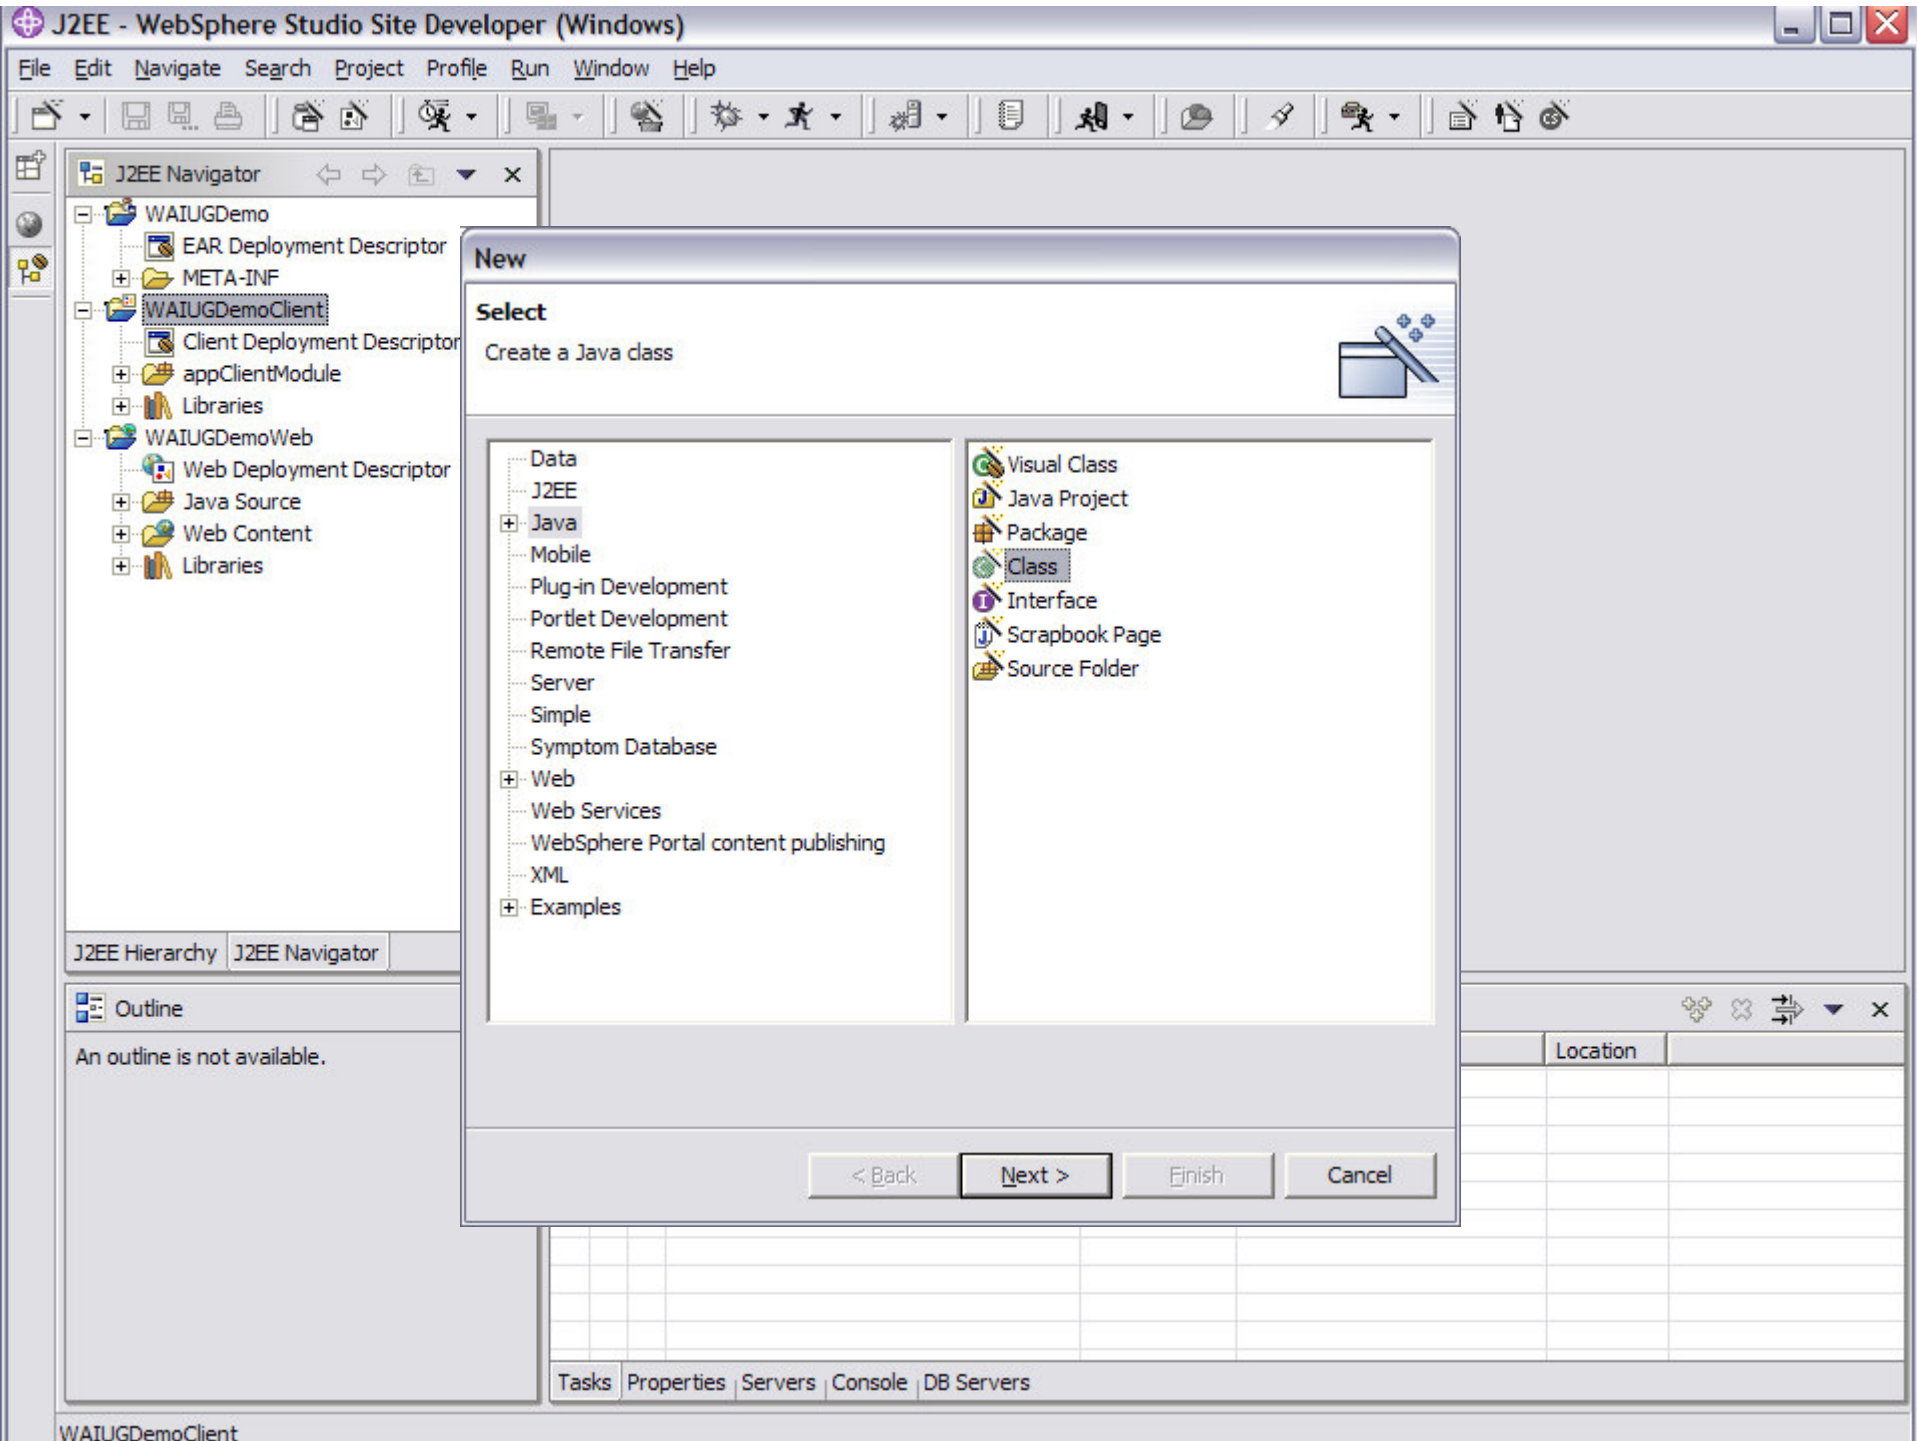 J2EE - WebSphere Studio Site Developer (Windows)
File Edit Navigate Search Project Profile Run Window Help
J2EE Navigator
WAIUGDemo
EAR Deployment Descriptor
META-INF
WAIUGDemoClient
Client Deployment Descriptor
appClientModule
Libraries
WAIUGDemoWeb
Web Deployment Descriptor
Java Source
Web Content
Libraries
J2EE Hierarchy J2EE Navigator
Outline
An outline is not available.
New
Select
Create a Java class
Data
J2EE
Java
Mobile
Plug-in Development
Portlet Development
Remote File Transfer
Server
Simple
Symptom Database
Web
Web Services
WebSphere Portal content publishing
XML
Examples
Visual Class
Java Project
Package
Class
Interface
Scrapbook Page
Source Folder
< Back Next > Finish Cancel
Location
Tasks Properties Servers Console DB Servers
WAIUGDemoClient